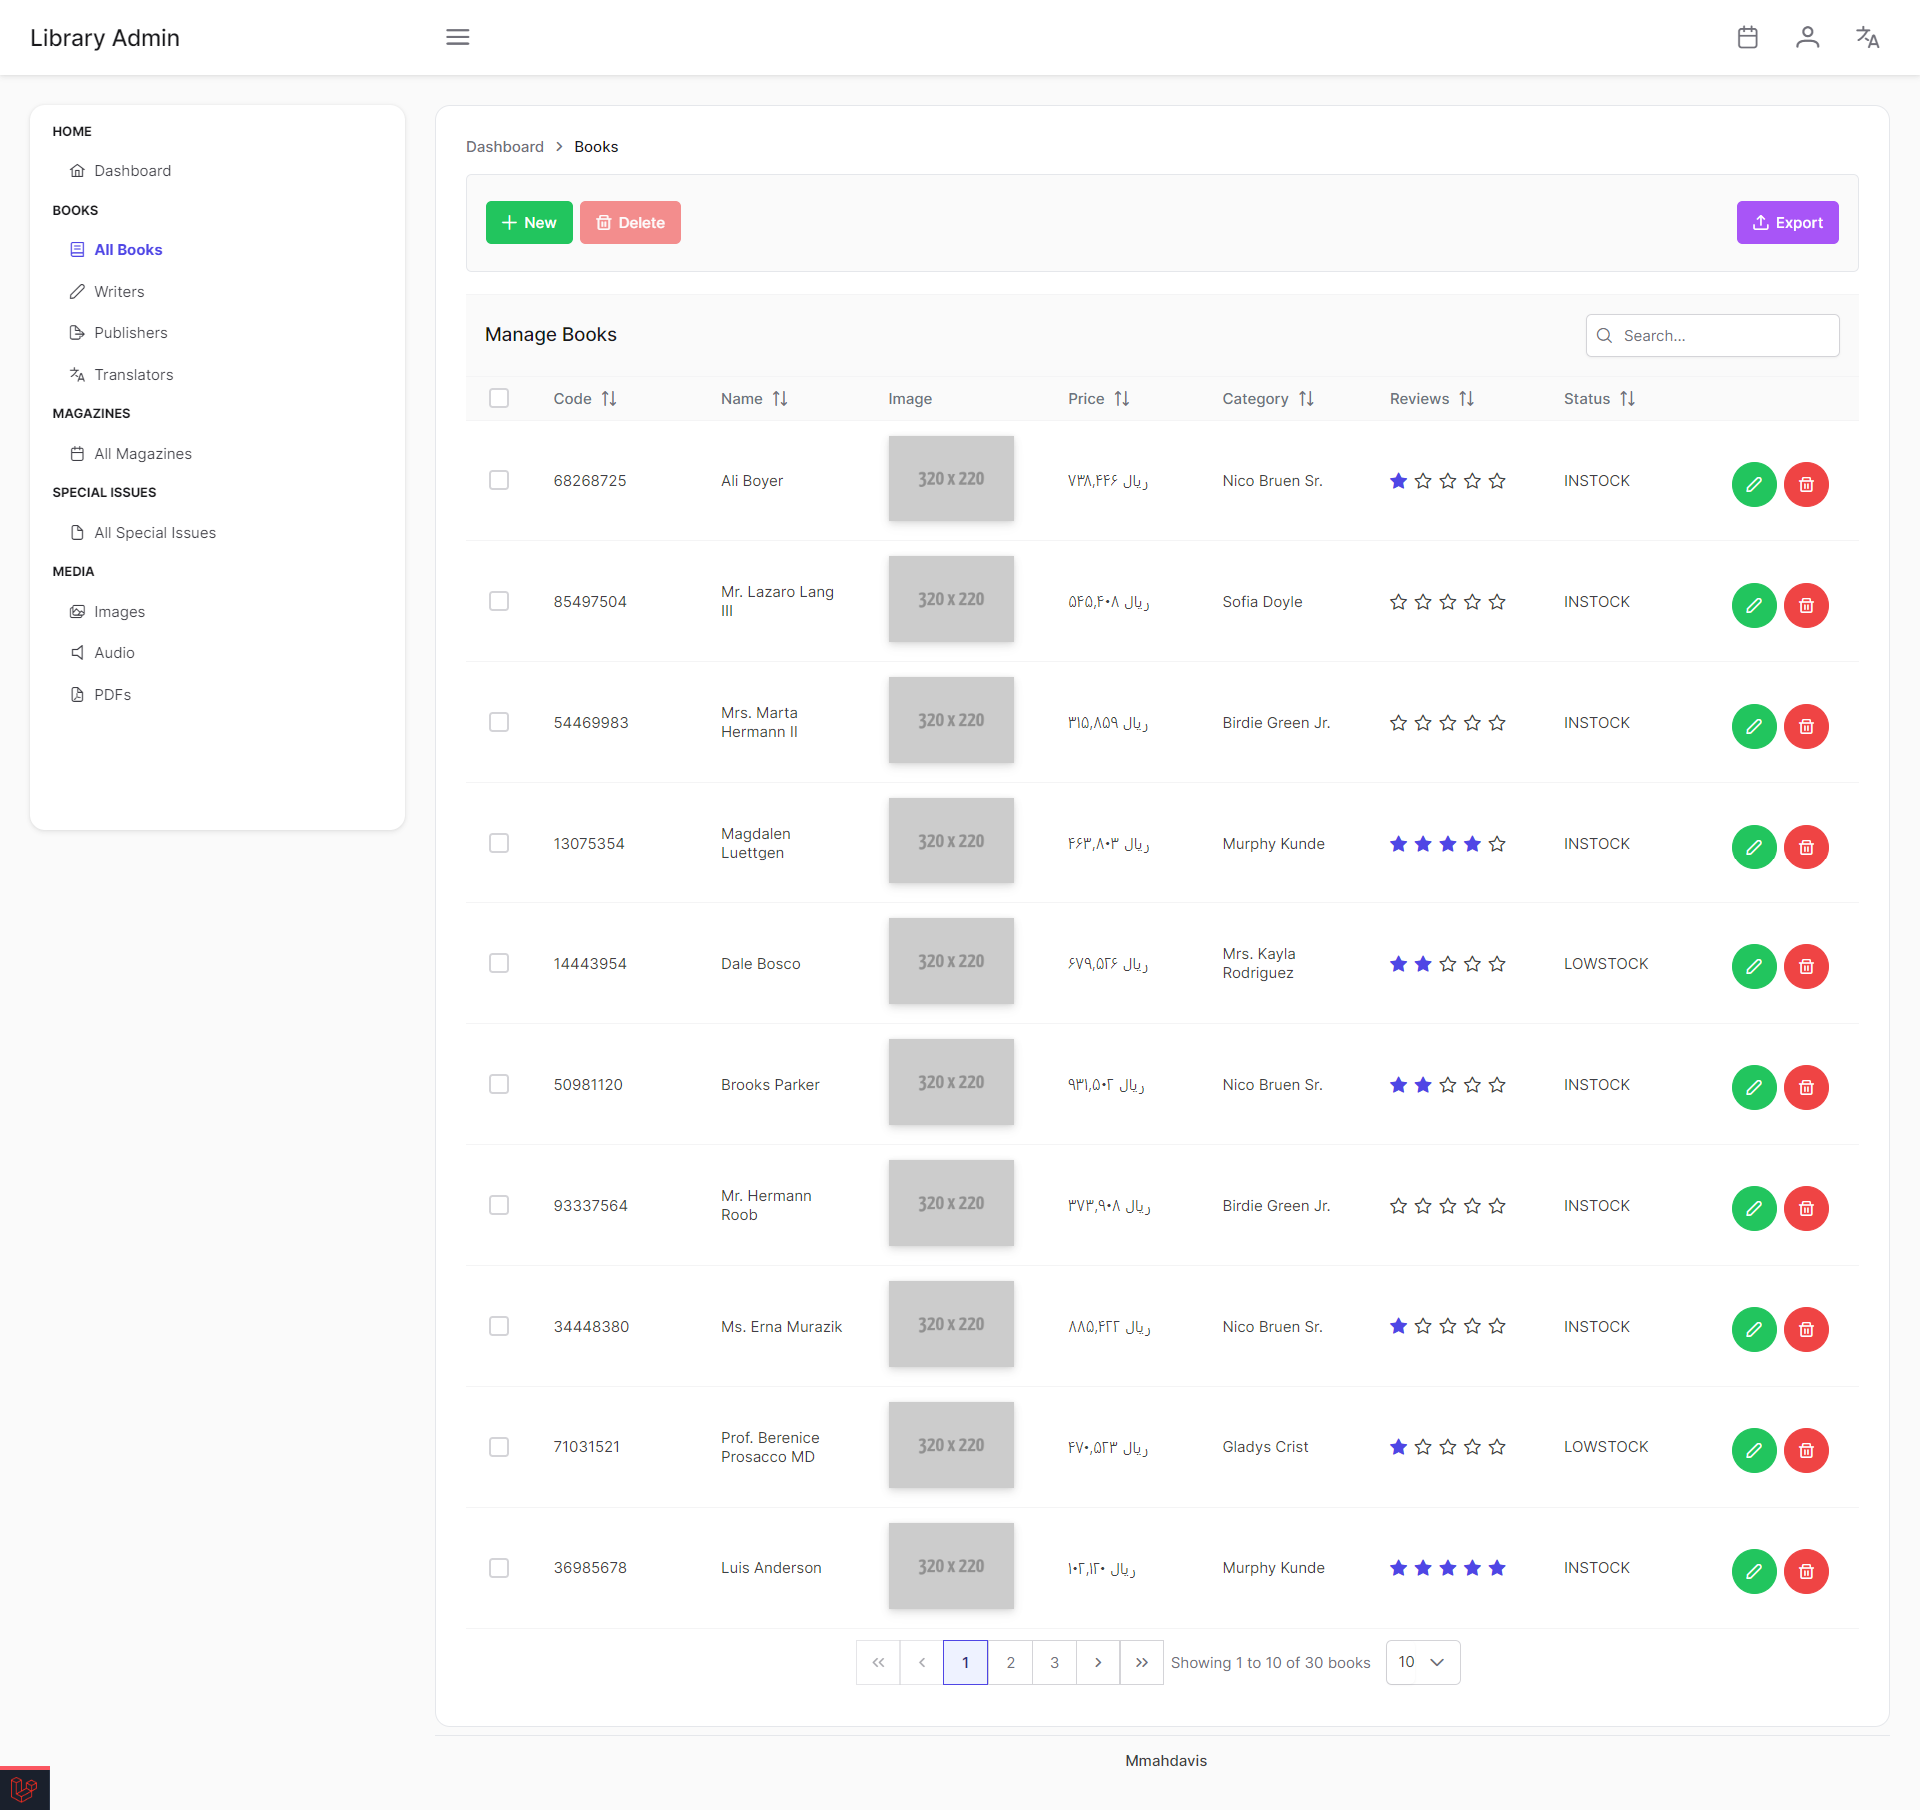 Library Admin
HOME
Dashboard
BOOKS
All Books
Writers
Publishers
Translators
MAGAZINES
All Magazines
SPECIAL ISSUES
All Special Issues
MEDIA
Images
Audio
PDFs
Dashboard > Books
New Delete Export
Manage Books
Search...
Code Name Image Price Category Reviews Status
68268725 Ali Boyer 320 x 220 ریال ۷۳۸,۴۴۶ Nico Bruen Sr. INSTOCK
85497504 Mr. Lazaro Lang III 320 x 220 ریال ۵۴۵,۴۰۸ Sofia Doyle INSTOCK
54469983 Mrs. Marta Hermann II 320 x 220 ریال ۳۱۵,۸۵۹ Birdie Green Jr. INSTOCK
13075354 Magdalen Luettgen 320 x 220 ریال ۴۶۳,۸۰۳ Murphy Kunde INSTOCK
14443954 Dale Bosco 320 x 220 ریال ۶۷۹,۵۲۶ Mrs. Kayla Rodriguez LOWSTOCK
50981120 Brooks Parker 320 x 220 ریال ۹۳۱,۵۰۲ Nico Bruen Sr. INSTOCK
93337564 Mr. Hermann Roob 320 x 220 ریال ۳۷۳,۹۰۸ Birdie Green Jr. INSTOCK
34448380 Ms. Erna Murazik 320 x 220 ریال ۸۸۵,۴۲۲ Nico Bruen Sr. INSTOCK
71031521 Prof. Berenice Prosacco MD 320 x 220 ریال ۴۷۰,۵۲۳ Gladys Crist LOWSTOCK
36985678 Luis Anderson 320 x 220 ریال ۱۰۲,۱۲۰ Murphy Kunde INSTOCK
1 2 3 Showing 1 to 10 of 30 books 10
Mmahdavis